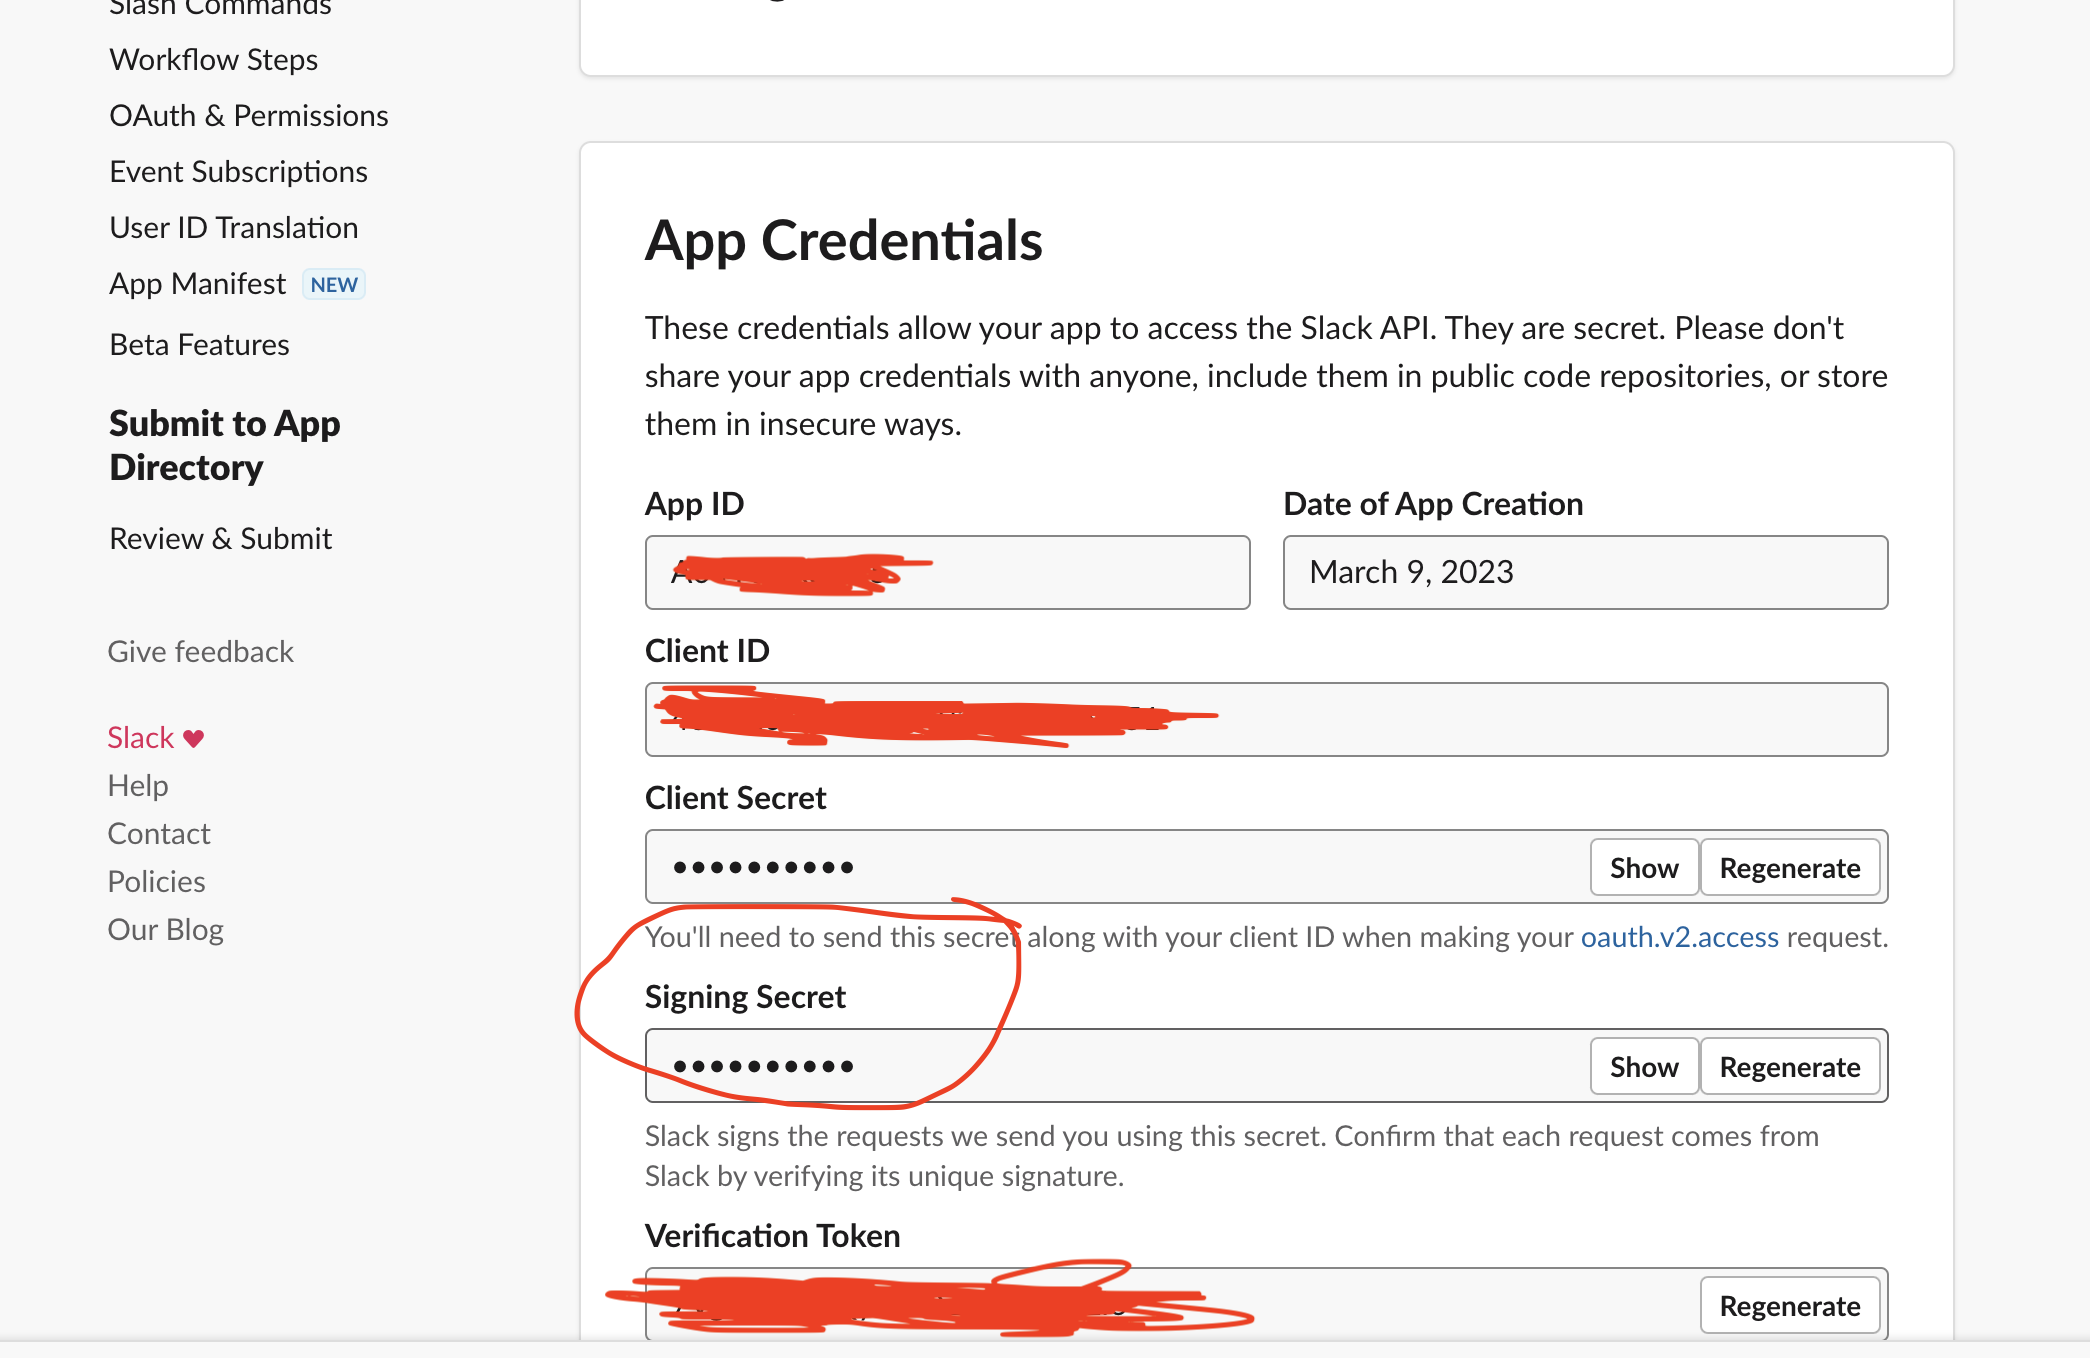 Slash Commands
Workflow Steps
OAuth & Permissions
Event Subscriptions
User ID Translation
App Manifest NEW
Beta Features
Submit to App
Directory
Review & Submit
Give feedback
Slack ♥
Help
Contact
Policies
Our Blog
App Credentials
These credentials allow your app to access the Slack API. They are secret. Please don't
share your app credentials with anyone, include them in public code repositories, or store
them in insecure ways.
App ID
Date of App Creation
March 9, 2023
Client ID
Client Secret
••••••••••
Show
Regenerate
You'll need to send this secret along with your client ID when making your oauth.v2.access request.
Signing Secret
••••••••••
Show
Regenerate
Slack signs the requests we send you using this secret. Confirm that each request comes from
Slack by verifying its unique signature.
Verification Token
Regenerate